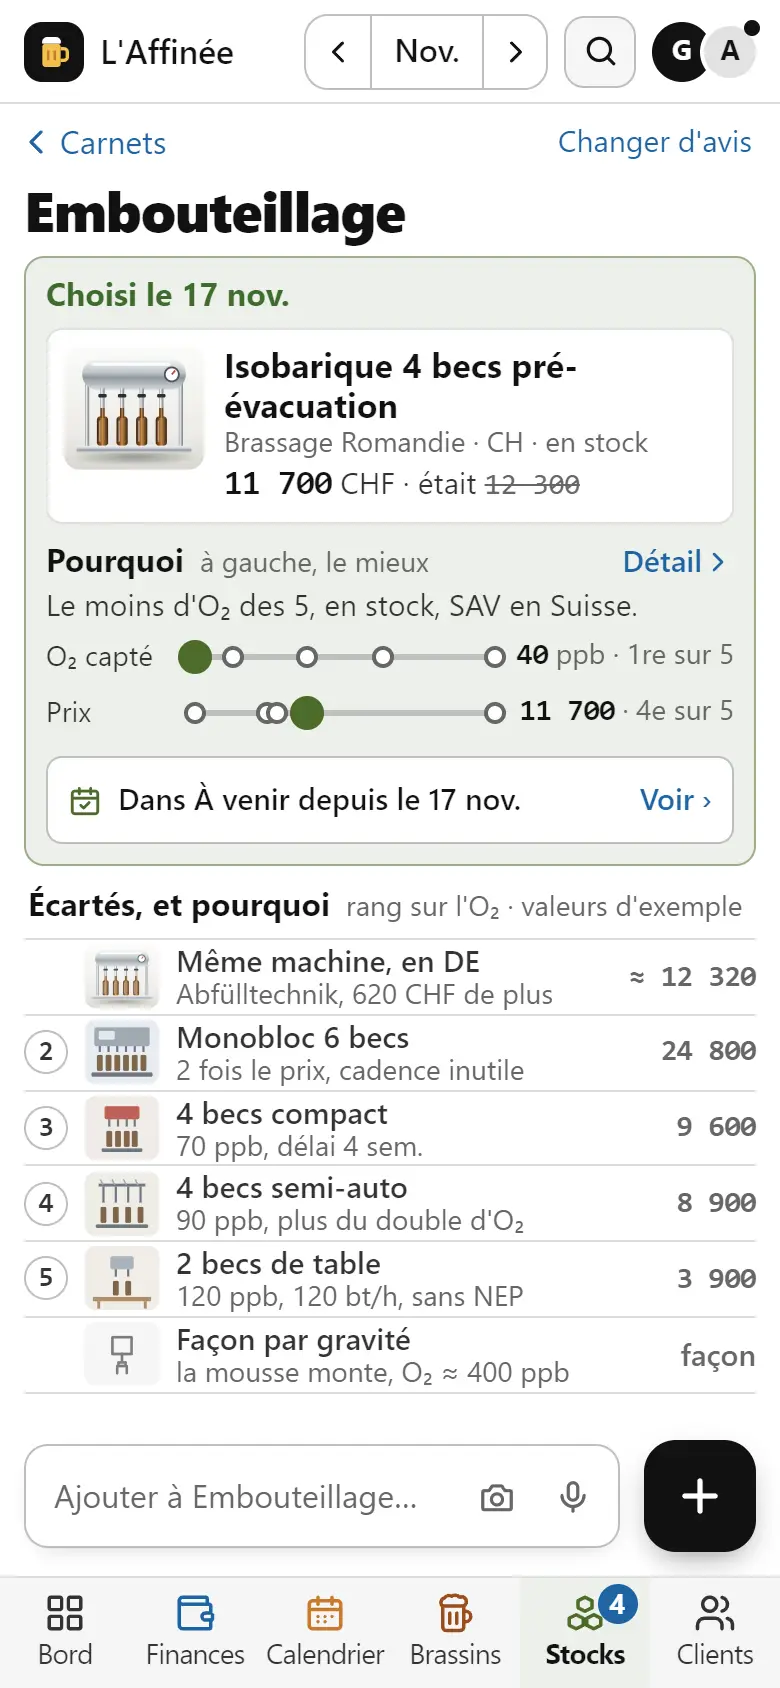 L'Affinée
Nov.
G
A
Carnets
Changer d'avis
Embouteillage
Choisi le 17 nov.
Isobarique 4 becs pré-
évacuation
Brassage Romandie · CH · en stock
11 700 CHF · était 12 300
Pourquoi à gauche, le mieux
Détail
Le moins d'O₂ des 5, en stock, SAV en Suisse.
O₂ capté
40 ppb · 1re sur 5
Prix
11 700 · 4e sur 5
Dans À venir depuis le 17 nov.
Voir ›
Écartés, et pourquoi rang sur l'O₂ · valeurs d'exemple
Même machine, en DE
Abfülltechnik, 620 CHF de plus
≈ 12 320
2
Monobloc 6 becs
2 fois le prix, cadence inutile
24 800
3
4 becs compact
70 ppb, délai 4 sem.
9 600
4
4 becs semi-auto
90 ppb, plus du double d'O₂
8 900
5
2 becs de table
120 ppb, 120 bt/h, sans NEP
3 900
Façon par gravité
la mousse monte, O₂ ≈ 400 ppb
façon
Ajouter à Embouteillage...
Bord
Finances
Calendrier
Brassins
4
Stocks
Clients